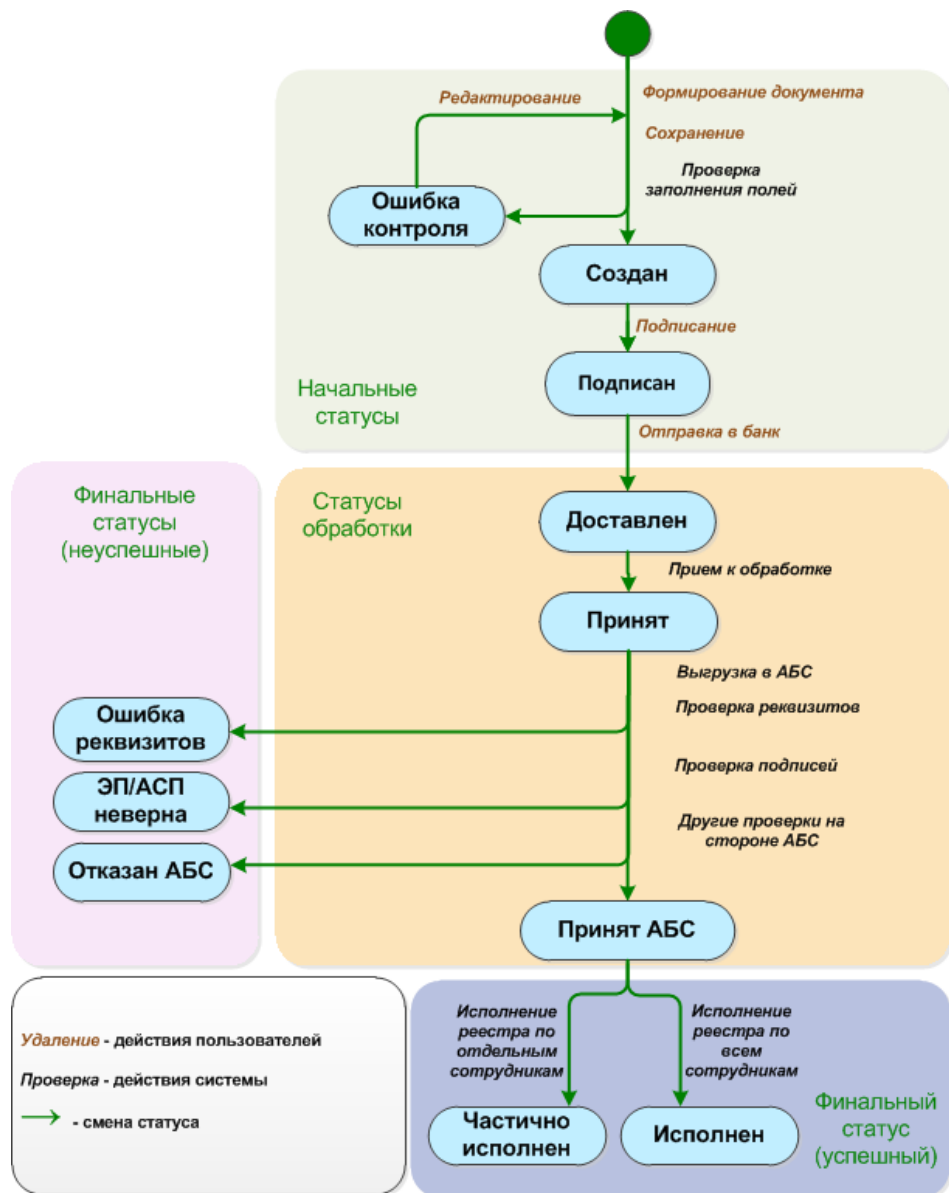 Формирование документа
Редактирование
Сохранение
Проверка
заполнения полей
Ошибка
контроля
Создан
Подписание
Подписан
Начальные
статусы
Отправка в банк
Финальные
статусы
(неуспешные)
Статусы
обработки
Доставлен
Прием к обработке
Принят
Выгрузка в АБС
Проверка реквизитов
Ошибка
реквизитов
Проверка подписей
ЭП/АСП
неверна
Другие проверки на
стороне АБС
Отказан АБС
Принят АБС
Исполнение
реестра по
отдельным
сотрудникам
Исполнение
реестра по
всем
сотрудникам
Удаление - действия пользователей
Проверка - действия системы
- смена статуса
Частично
исполнен
Исполнен
Финальный
статус
(успешный)